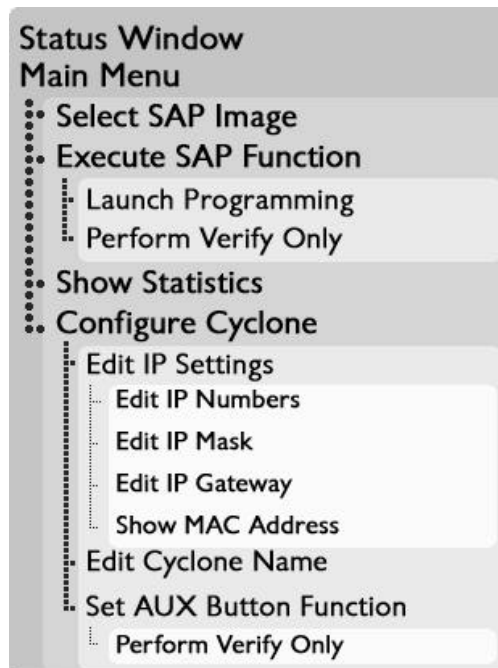 Status Window
Main Menu
Select SAP Image
Execute SAP Function
Launch Programming
Perform Verify Only
Show Statistics
Configure Cyclone
Edit IP Settings
Edit IP Numbers
Edit IP Mask
Edit IP Gateway
Show MAC Address
Edit Cyclone Name
Set AUX Button Function
Perform Verify Only